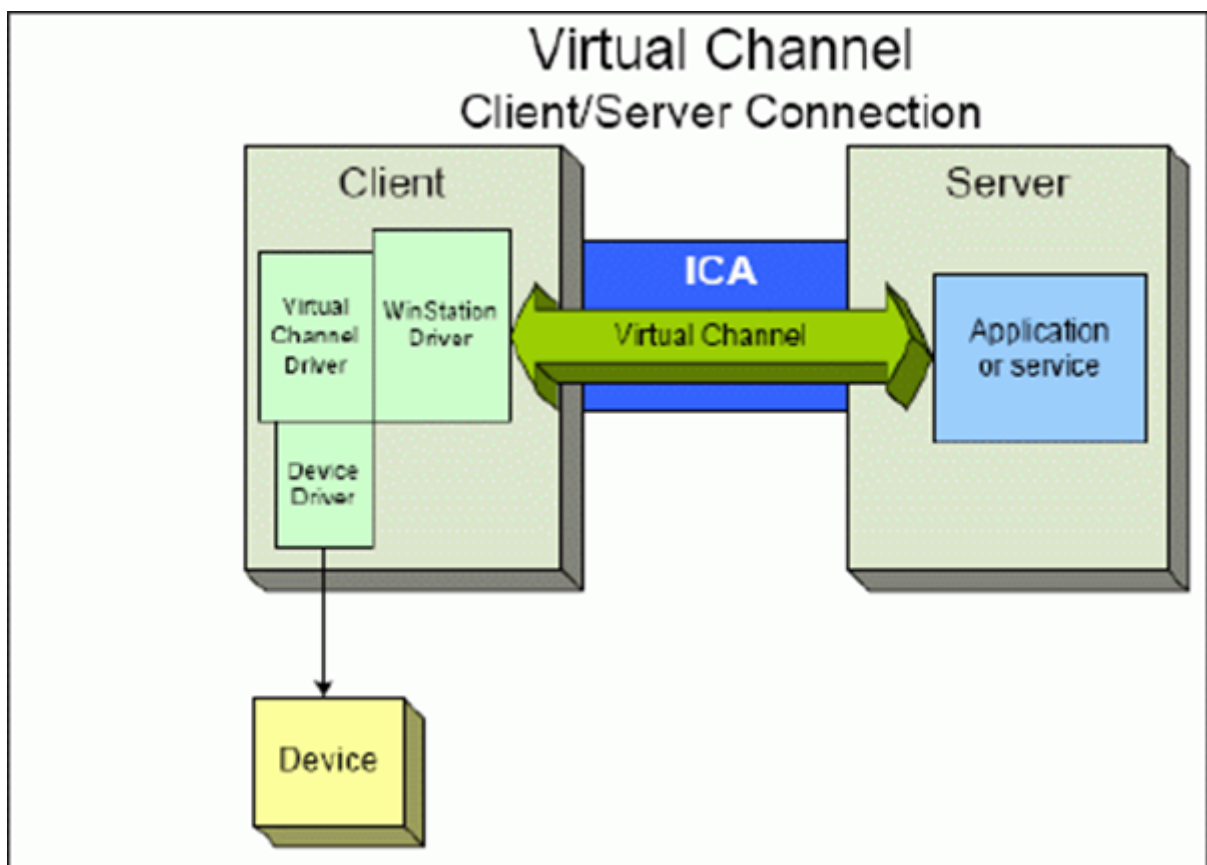 Virtual Channel
Client/Server Connection
Client
Server
ICA
Virtual
Channel
Driver
WinStation
Driver
Virtual Channel
Application
or service
Device
Driver
Device